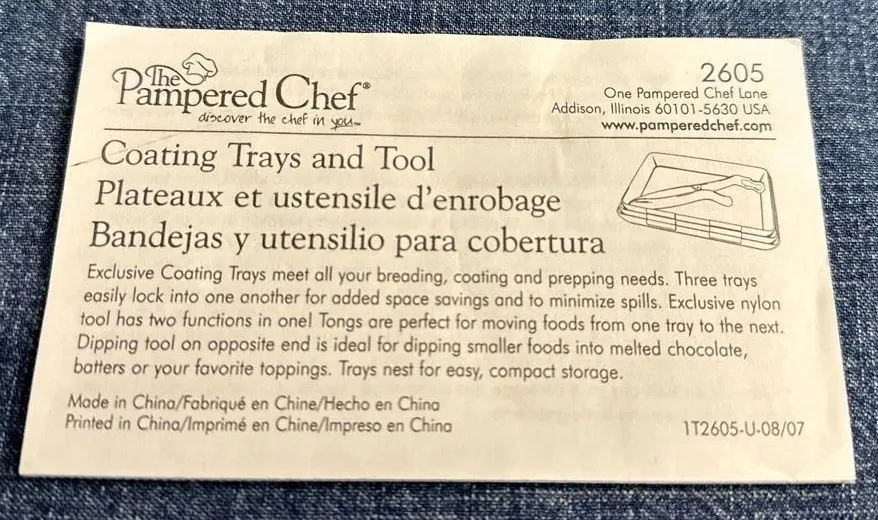 The
Pampered Chef®
discover the chef in you™
2605
One Pampered Chef Lane
Addison, Illinois 60101-5630 USA
www.pamperedchef.com
Coating Trays and Tool
Plateaux et ustensile d'enrobage
Bandejas y utensilio para cobertura
Exclusive Coating Trays meet all your breading, coating and prepping needs. Three trays
easily lock into one another for added space savings and to minimize spills. Exclusive nylon
tool has two functions in one! Tongs are perfect for moving foods from one tray to the next.
Dipping tool on opposite end is ideal for dipping smaller foods into melted chocolate,
batters or your favorite toppings. Trays nest for easy, compact storage.
Made in China/Fabriqué en Chine/Hecho en China
Printed in China/Imprimé en Chine/Impreso en China
1T2605-U-08/07